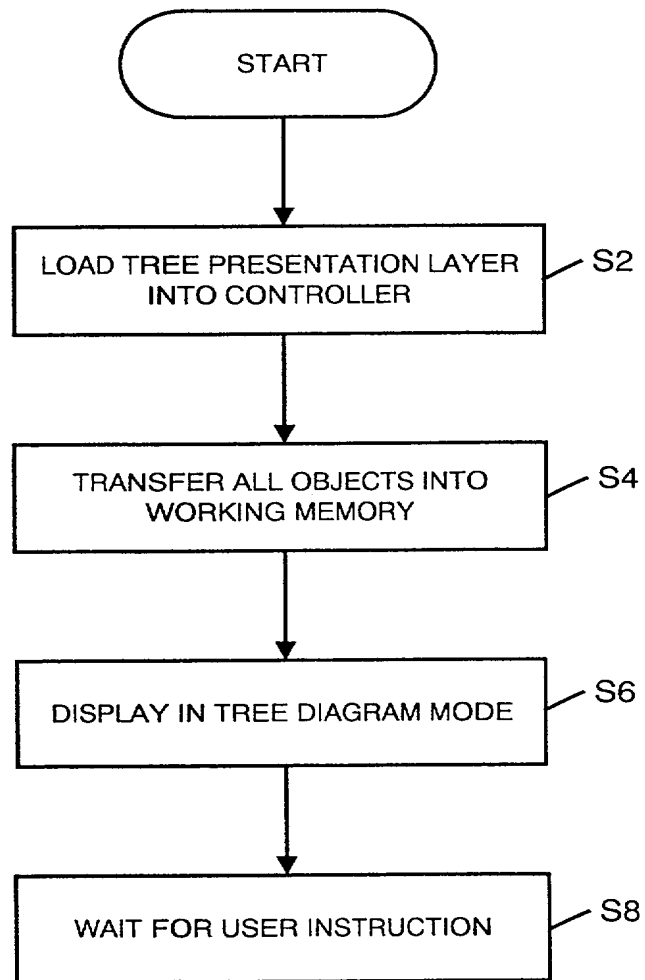 START
LOAD TREE PRESENTATION LAYER
INTO CONTROLLER
S2
TRANSFER ALL OBJECTS INTO
WORKING MEMORY
S4
DISPLAY IN TREE DIAGRAM MODE
S6
WAIT FOR USER INSTRUCTION
S8